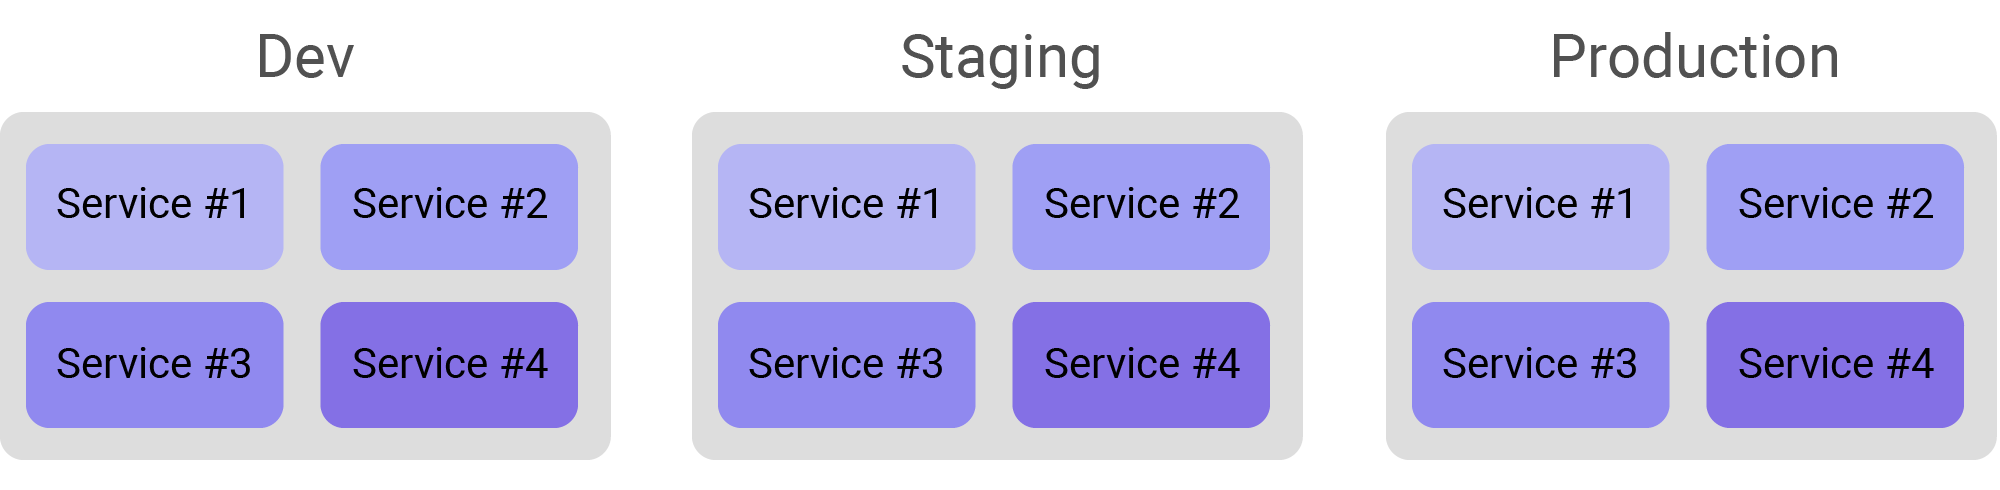 Dev
Service #1
Service #2
Service #3
Service #4
Staging
Service #1
Service #2
Service #3
Service #4
Production
Service #1
Service #2
Service #3
Service #4